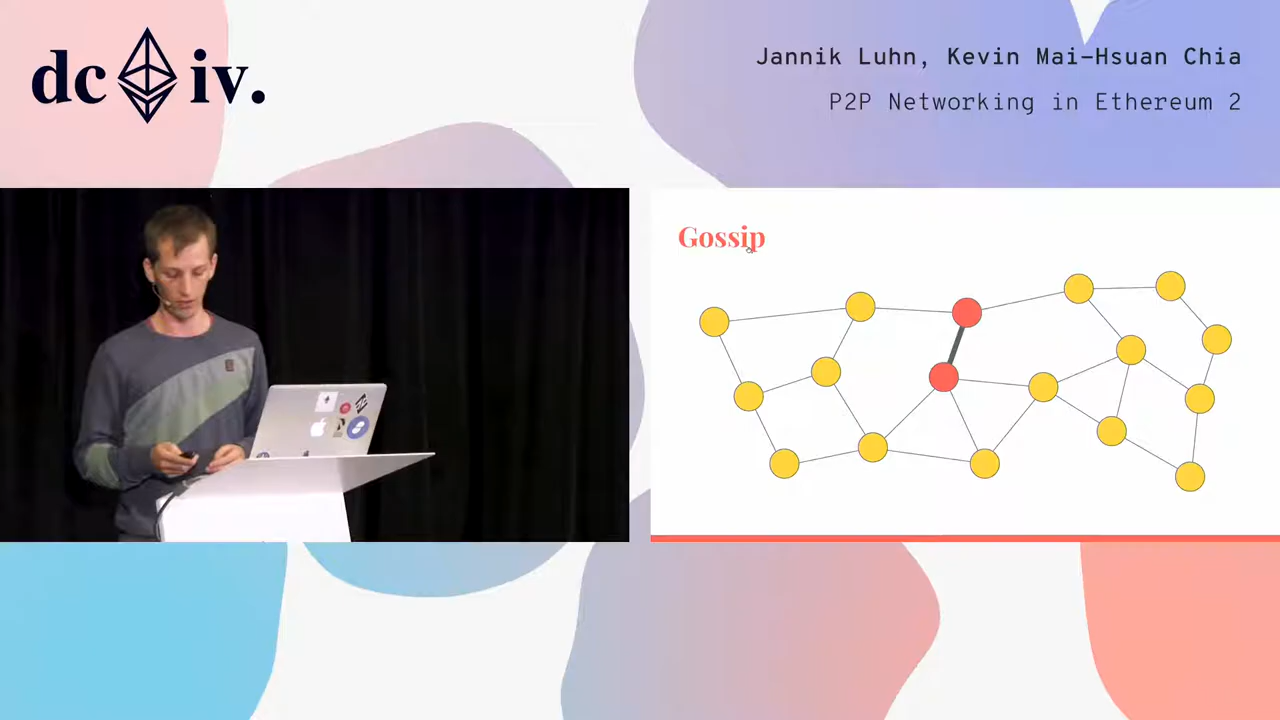 dc iv.
Jannik Luhn, Kevin Mai-Hsuan Chia
P2P Networking in Ethereum 2
Gossip